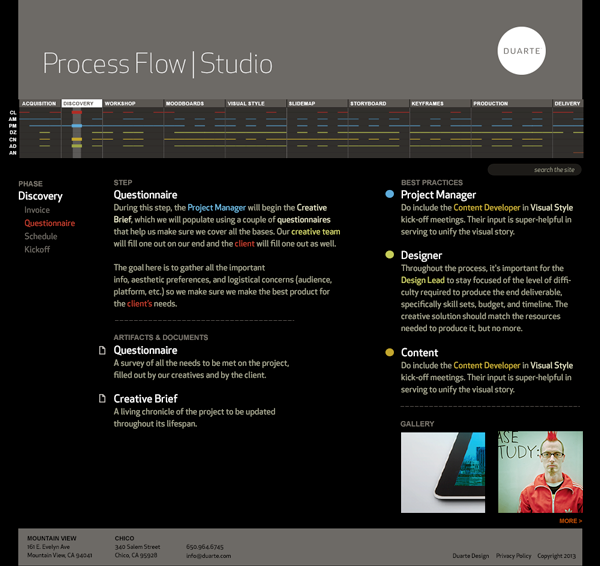 Process Flow | Studio
DUARTE
ACQUISITION DISCOVERY WORKSHOP MOODBOARDS VISUAL STYLE SLIDEMAP STORYBOARD KEYFRAMES PRODUCTION DELIVERY
CL
AM
PM
DZ
CN
AD
AN
search the site
PHASE
Discovery
Invoice
Questionnaire
Schedule
Kickoff
STEP
Questionnaire
During this step, the Project Manager will begin the Creative
Brief, which we will populate using a couple of questionnaires
that help us make sure we cover all the bases. Our creative team
will fill one out on our end and the client will fill one out as well.
The goal here is to gather all the important
info, aesthetic preferences, and logistical concerns (audience,
platform, etc.) so we make sure we make the best product for
the client's needs.
ARTIFACTS & DOCUMENTS
Questionnaire
A survey of all the needs to be met on the project,
filled out by our creatives and by the client.
Creative Brief
A living chronicle of the project to be updated
throughout its lifespan.
BEST PRACTICES
Project Manager
Do include the Content Developer in Visual Style
kick-off meetings. Their input is super-helpful in
serving to unify the visual story.
Designer
Throughout the process, it's important for the
Design Lead to stay focused of the level of diffi-
culty required to produce the end deliverable,
specifically skill sets, budget, and timeline. The
creative solution should match the resources
needed to produce it, but no more.
Content
Do include the Content Developer in Visual Style
kick-off meetings. Their input is super-helpful in
serving to unify the visual story.
GALLERY
ASE
TUDY:
MORE >
MOUNTAIN VIEW
161 E. Evelyn Ave
Mountain View, CA 94041
CHICO
340 Salem Street
Chico, CA 95928
650.964.6745
info@duarte.com
Duarte Design Privacy Policy Copyright 2013